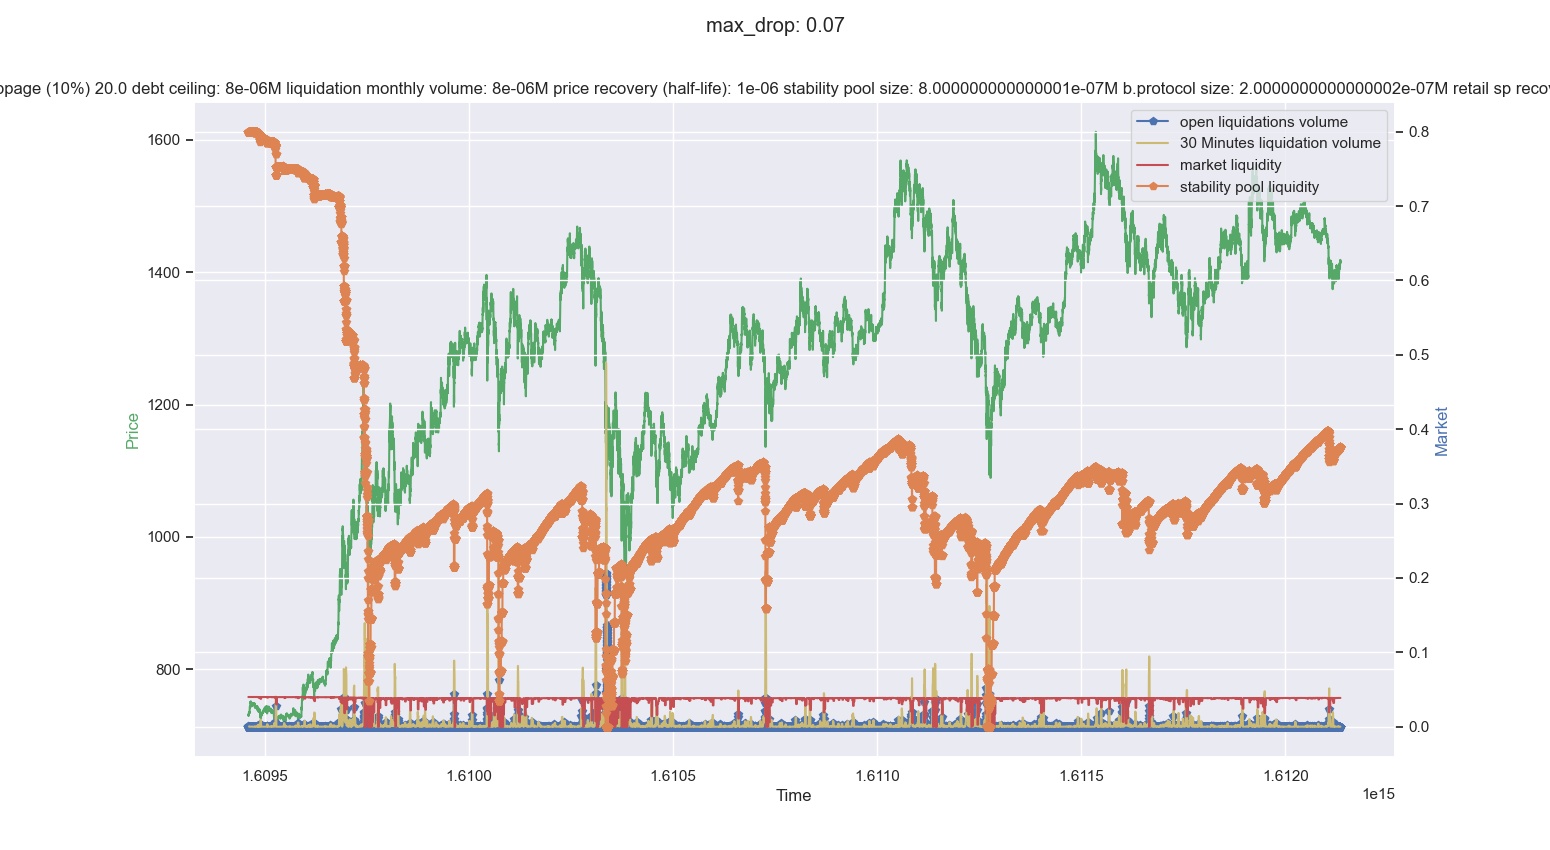 max_drop: 0.07
opage (10%) 20.0 debt ceiling: 8e-06M liquidation monthly volume: 8e-06M price recovery (half-life): 1e-06 stability pool size: 8.000000000000001e-07M b.protocol size: 2.0000000000000002e-07M retail sp recov
open liquidations volume
30 Minutes liquidation volume
market liquidity
stability pool liquidity
1600
1400
1200
1000
800
Price
0.8
0.7
0.6
0.5
0.4
0.3
0.2
0.1
0.0
Market
1.6095 1.6100 1.6105 1.6110 1.6115 1.6120
Time
1e15